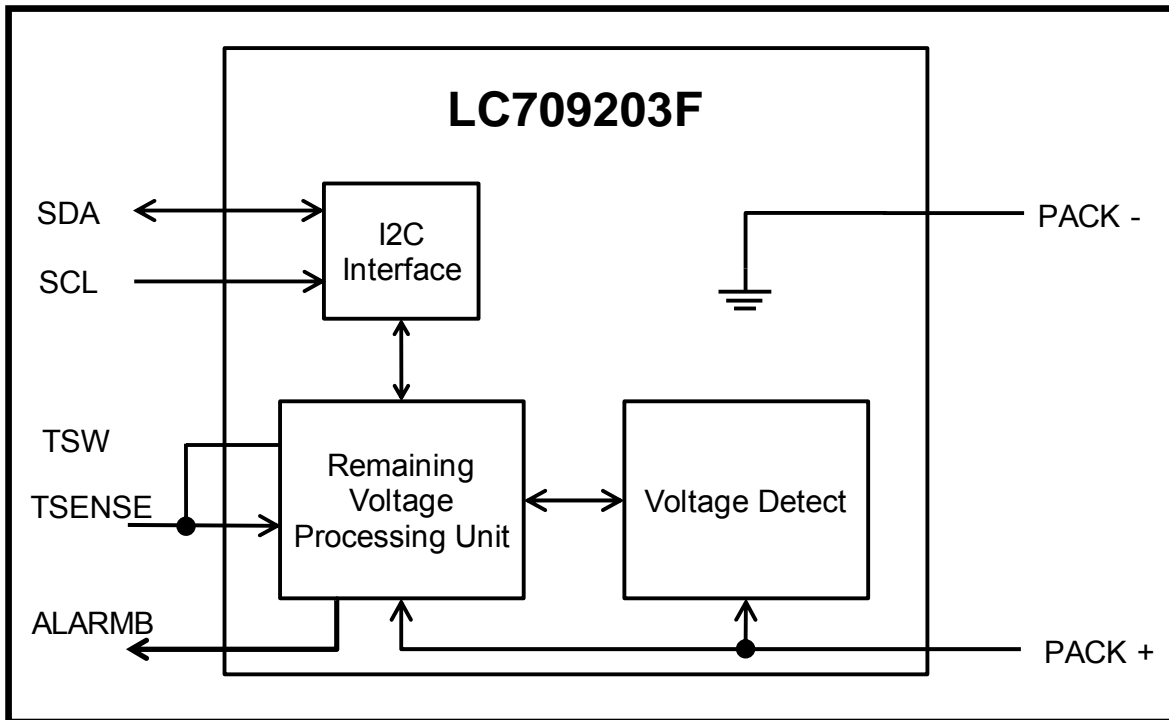 LC709203F
SDA
SCL
I2C
Interface
PACK -
TSW
TSENSE
Remaining
Voltage
Processing Unit
Voltage Detect
ALARMB
PACK +